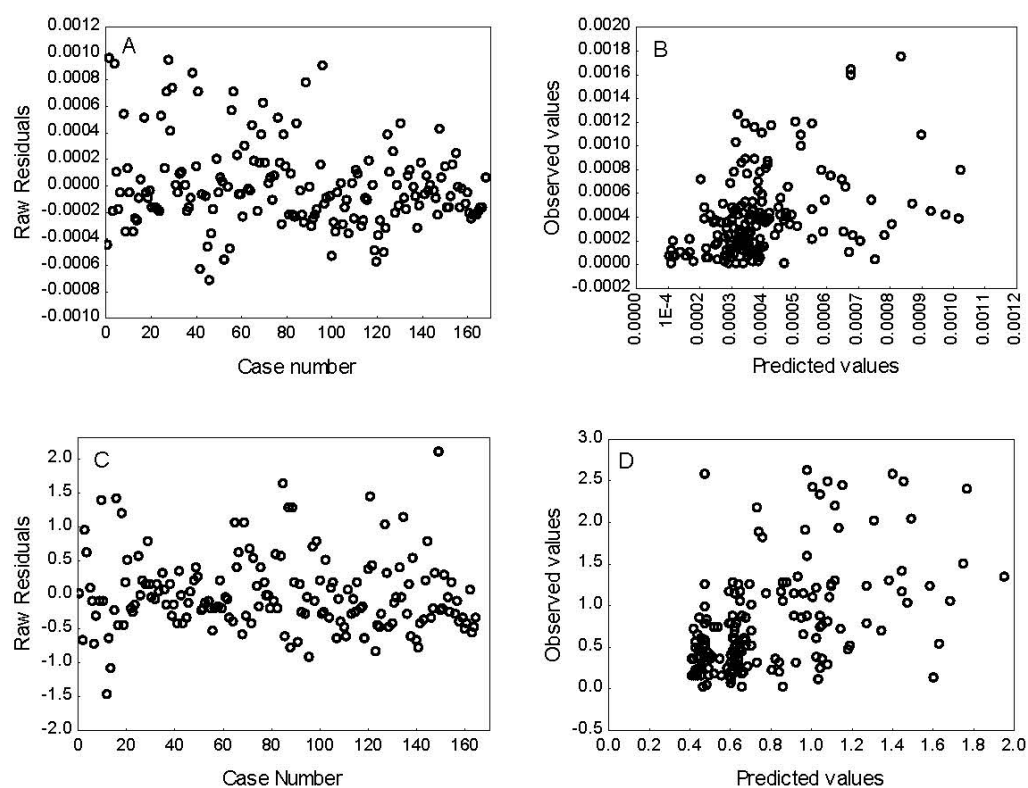 A
Raw Residuals
0.0012
0.0010
0.0008
0.0006
0.0004
0.0002
0.0000
-0.0002
-0.0004
-0.0006
-0.0008
-0.0010
0 20 40 60 80 100 120 140 160
Case number
B
Observed values
0.0020
0.0018
0.0016
0.0014
0.0012
0.0010
0.0008
0.0006
0.0004
0.0002
0.0000
-0.0002
0.0000 1E-4 0.0002 0.0003 0.0004 0.0005 0.0006 0.0007 0.0008 0.0009 0.0010 0.0011 0.0012
Predicted values
C
Raw Residuals
2.0
1.5
1.0
0.5
0.0
-0.5
-1.0
-1.5
-2.0
0 20 40 60 80 100 120 140 160
Case Number
D
Observed values
3.0
2.5
2.0
1.5
1.0
0.5
0.0
-0.5
0.0 0.2 0.4 0.6 0.8 1.0 1.2 1.4 1.6 1.8 2.0
Predicted values